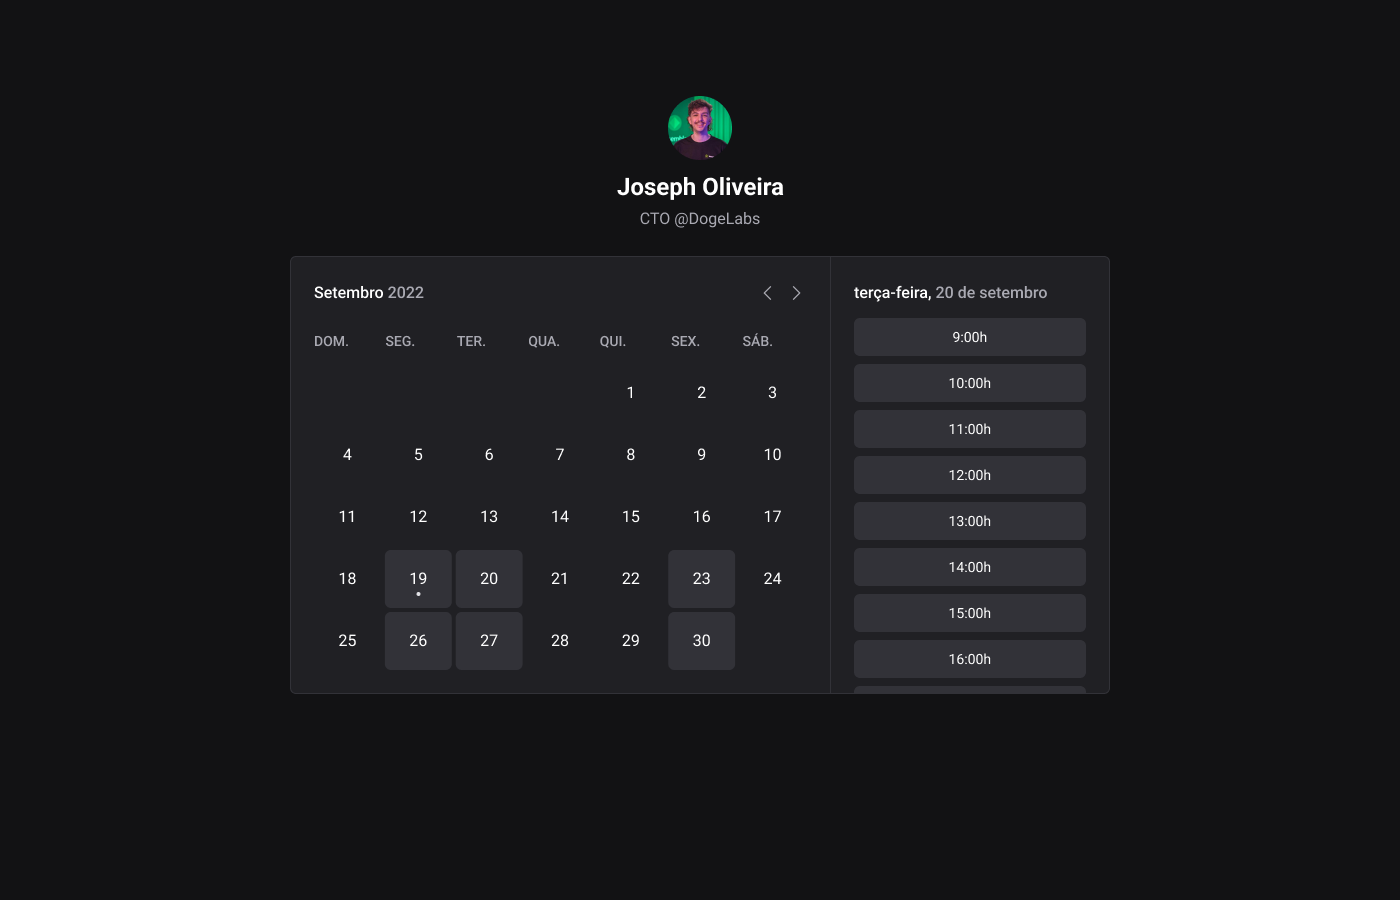 Joseph Oliveira
CTO @DogeLabs
Setembro 2022
DOM. SEG. TER. QUA. QUI. SEX. SÁB.
1 2 3
4 5 6 7 8 9 10
11 12 13 14 15 16 17
18 19 20 21 22 23 24
25 26 27 28 29 30
terça-feira, 20 de setembro
9:00h
10:00h
11:00h
12:00h
13:00h
14:00h
15:00h
16:00h